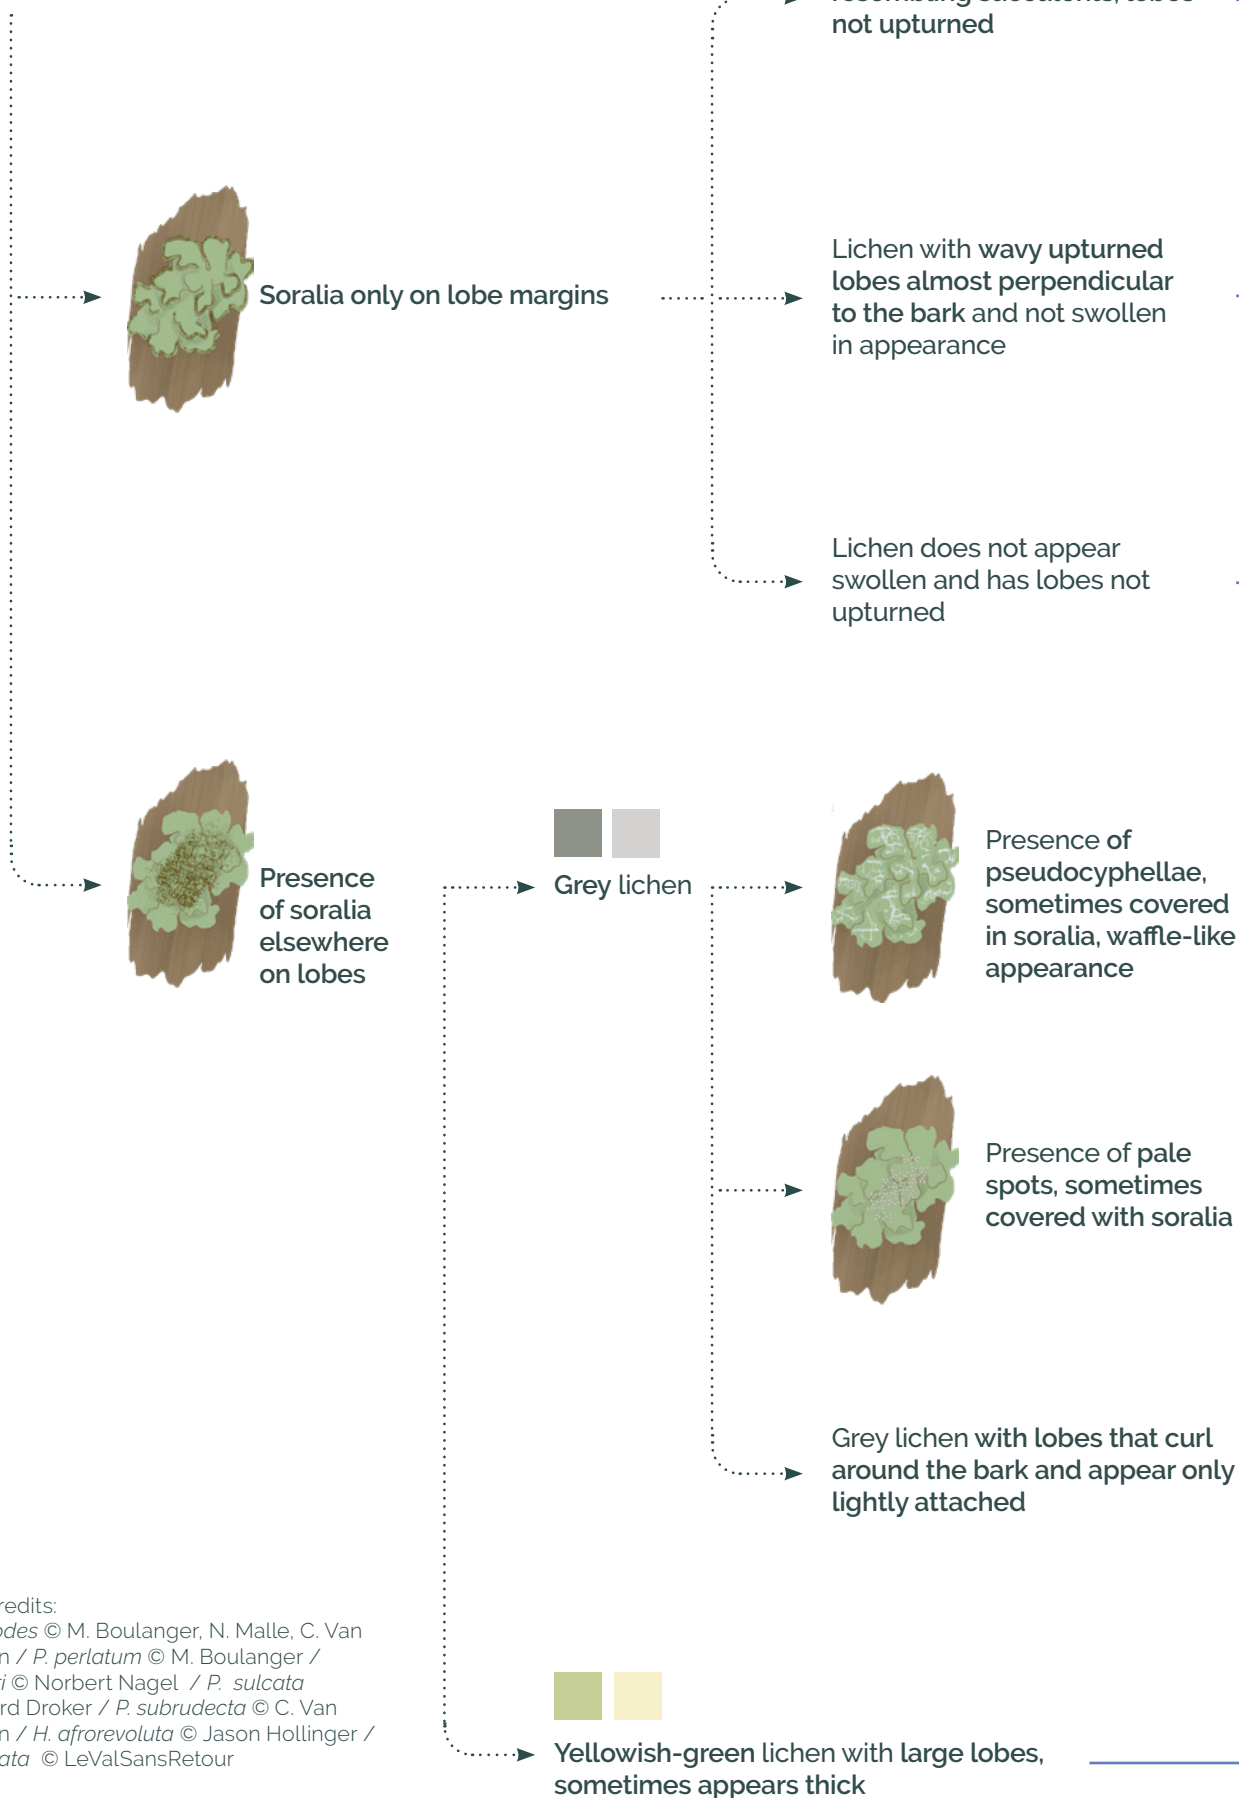 not upturned
Soralia only on lobe margins
Lichen with wavy upturned
lobes almost perpendicular
to the bark and not swollen
in appearance
Lichen does not appear
swollen and has lobes not
upturned
Presence
of soralia
elsewhere
on lobes
Grey lichen
Presence of
pseudocyphellae,
sometimes covered
in soralia, waffle-like
appearance
Presence of pale
spots, sometimes
covered with soralia
Grey lichen with lobes that curl
around the bark and appear only
lightly attached
Yellowish-green lichen with large lobes,
sometimes appears thick
redits:
© M. Boulanger, N. Malle, C. Van
/ P. perlatum © M. Boulanger /
© Norbert Nagel / P. sulcata
rd Droker / P. subrudecta © C. Van
/ H. afrorevoluta © Jason Hollinger /
ata © LeValSansRetour